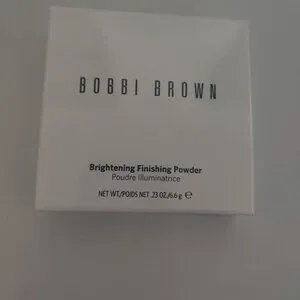 BOBBI BROWN
Brightening Finishing Powder
Poudre Illuminatrice
NET WT/POIDS NET .23 OZ./6.6 g ℮